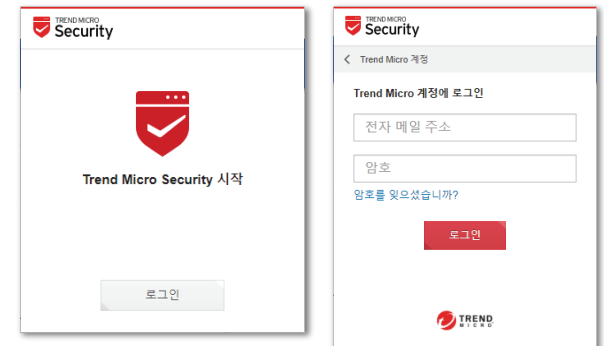 TREND MICRO
Security
Trend Micro Security 시작
로그인
TREND MICRO
Security
Trend Micro 계정
Trend Micro 계정에 로그인
전자 메일 주소
암호
암호를 잊으셨습니까?
로그인
TREND
MICRO